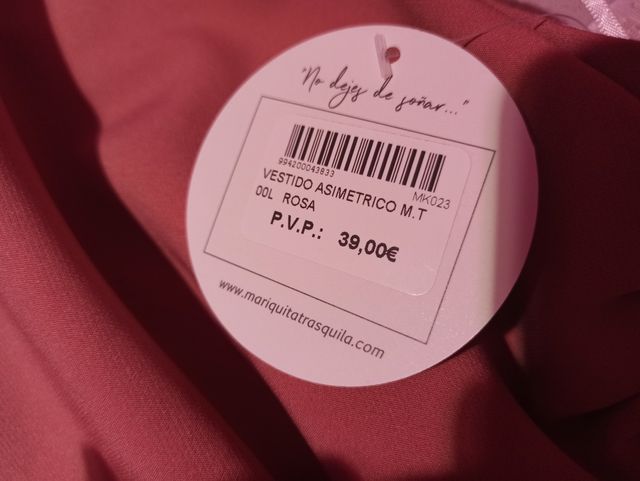 "No dejes de soñar..."
994200043833
MK023
VESTIDO ASIMETRICO M.T
00L ROSA
P.V.P.: 39,00€
www.mariquitatrasquila.com